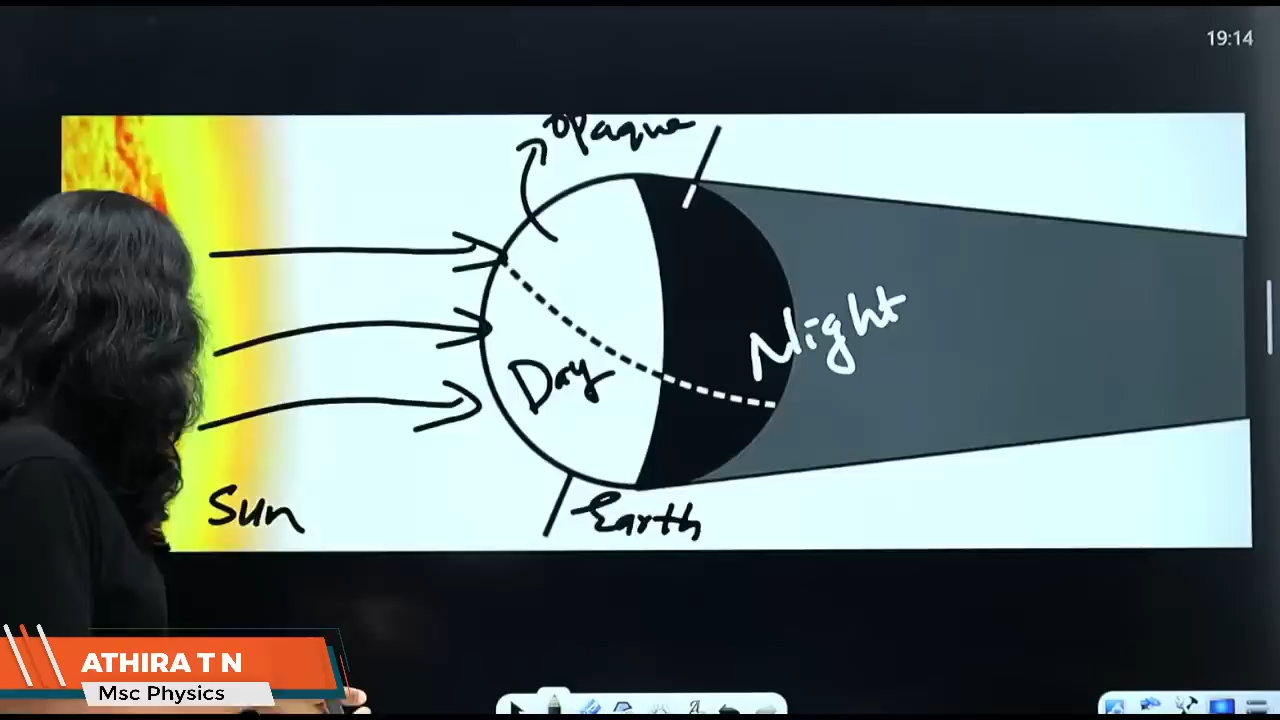 19:14
opaque
Day
Night
Sun
Earth
ATHIRA T N
Msc Physics